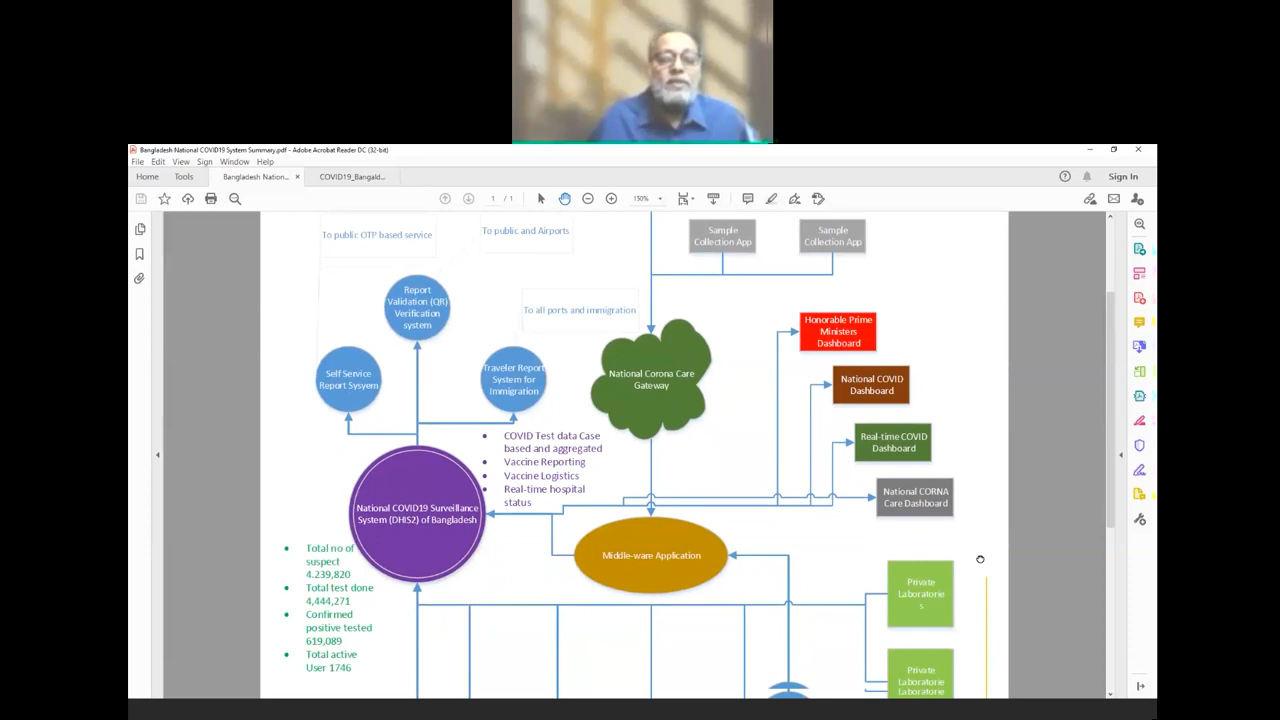 Bangladesh National COVID19 System Summary.pdf - Adobe Acrobat Reader DC (32-bit)
File Edit View Sign Window Help
Home Tools Bangladesh Nation... COVID19_Bangald... Sign In
1 / 1 150%
To public OTP based service
To public and Airports
Sample
Collection App
Sample
Collection App
Report
Validation (QR)
Verification
system
To all ports and immigration
Honorable Prime
Ministers
Dashboard
Self Service
Report Sysyem
Traveler Report
System for
Immigration
National Corona Care
Gateway
National COVID
Dashboard
Real-time COVID
Dashboard
• COVID Test data Case
based and aggregated
• Vaccine Reporting
• Vaccine Logistics
• Real-time hospital
status
National CORNA
Care Dashboard
National COVID19 Surveillance
System (DHIS2) of Bangladesh
Middle-ware Application
• Total no of
suspect
4.239,820
• Total test done
4,444,271
• Confirmed
positive tested
619,089
• Total active
User 1746
Private
Laboratorie
s
Private
Laboratorie
Laboratorie